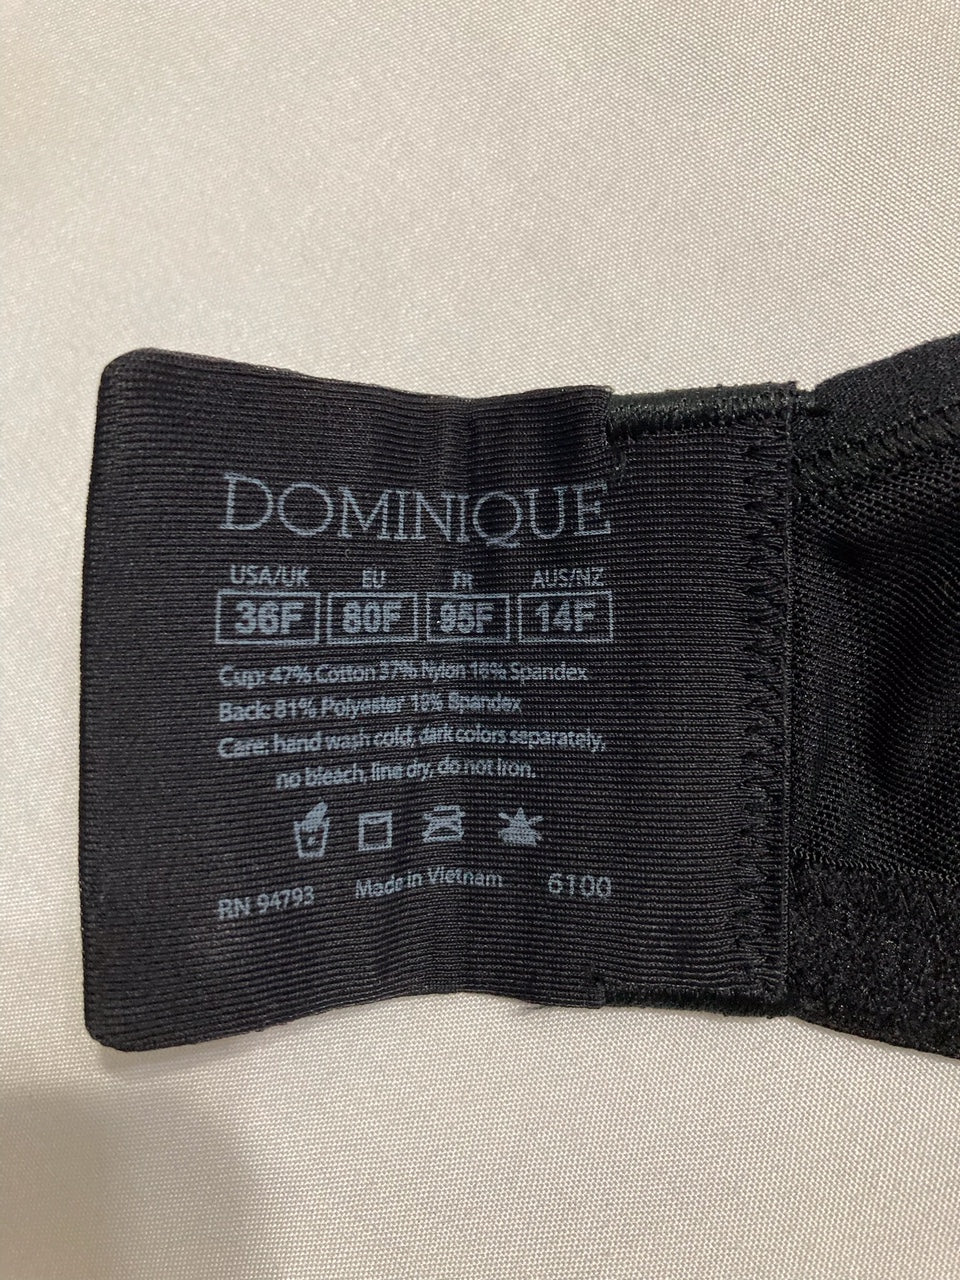 DOMINIQUE
USA/UK EU FR AUS/NZ
36F 80F 95F 14F
Cup: 47% Cotton 37% Nylon 16% Spandex
Back: 81% Polyester 19% Spandex
Care: hand wash cold, dark colors separately,
no bleach, line dry, do not iron.
RN 94793 Made in Vietnam 6100